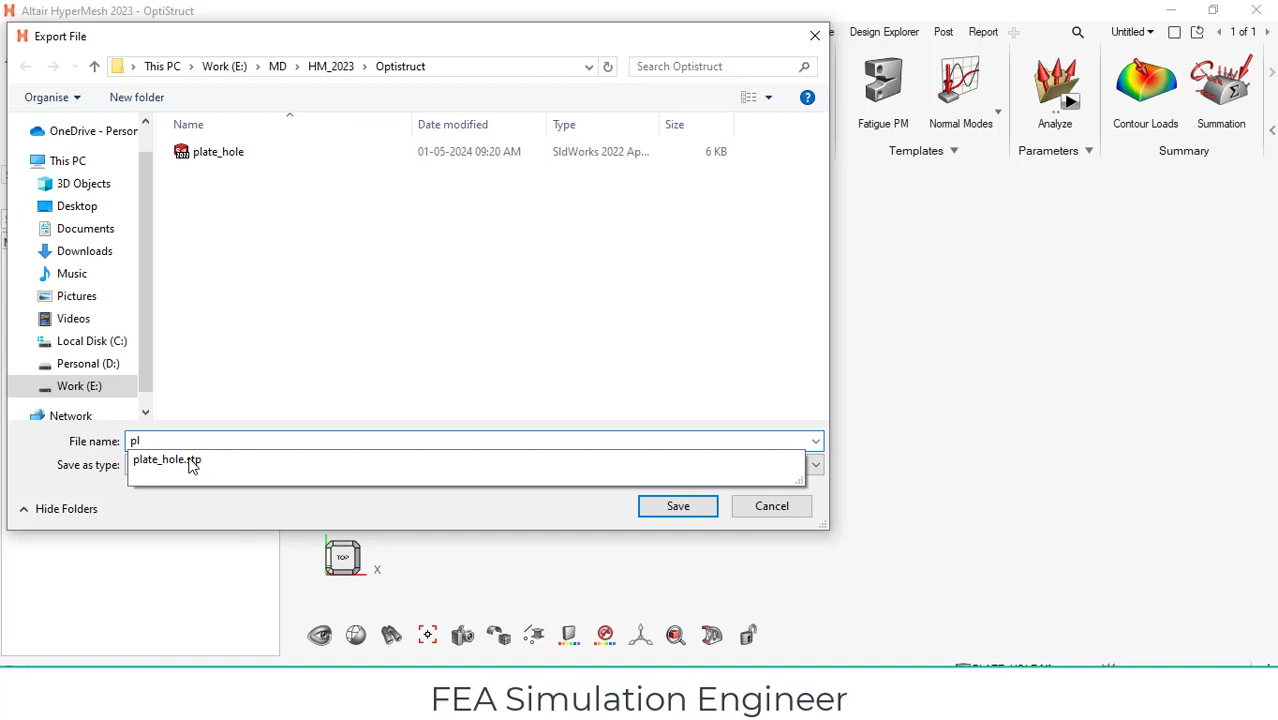 Altair HyperMesh 2023 - OptiStruct
Export File
Design Explorer Post Report Untitled 1 of 1
This PC > Work (E:) > MD > HM_2023 > Optistruct
Search Optistruct
Organise New folder
Name Date modified Type Size
plate_hole 01-05-2024 09:20 AM SldWorks 2022 Ap... 6 KB
OneDrive - Person
This PC
3D Objects
Desktop
Documents
Downloads
Music
Pictures
Videos
Local Disk (C:)
Personal (D:)
Work (E:)
Network
Fatigue PM Normal Modes Analyze Contour Loads Summation
Templates Parameters Summary
File name: pl
plate_hole.stp
Save as type:
Hide Folders
Save Cancel
TOP
X
FEA Simulation Engineer